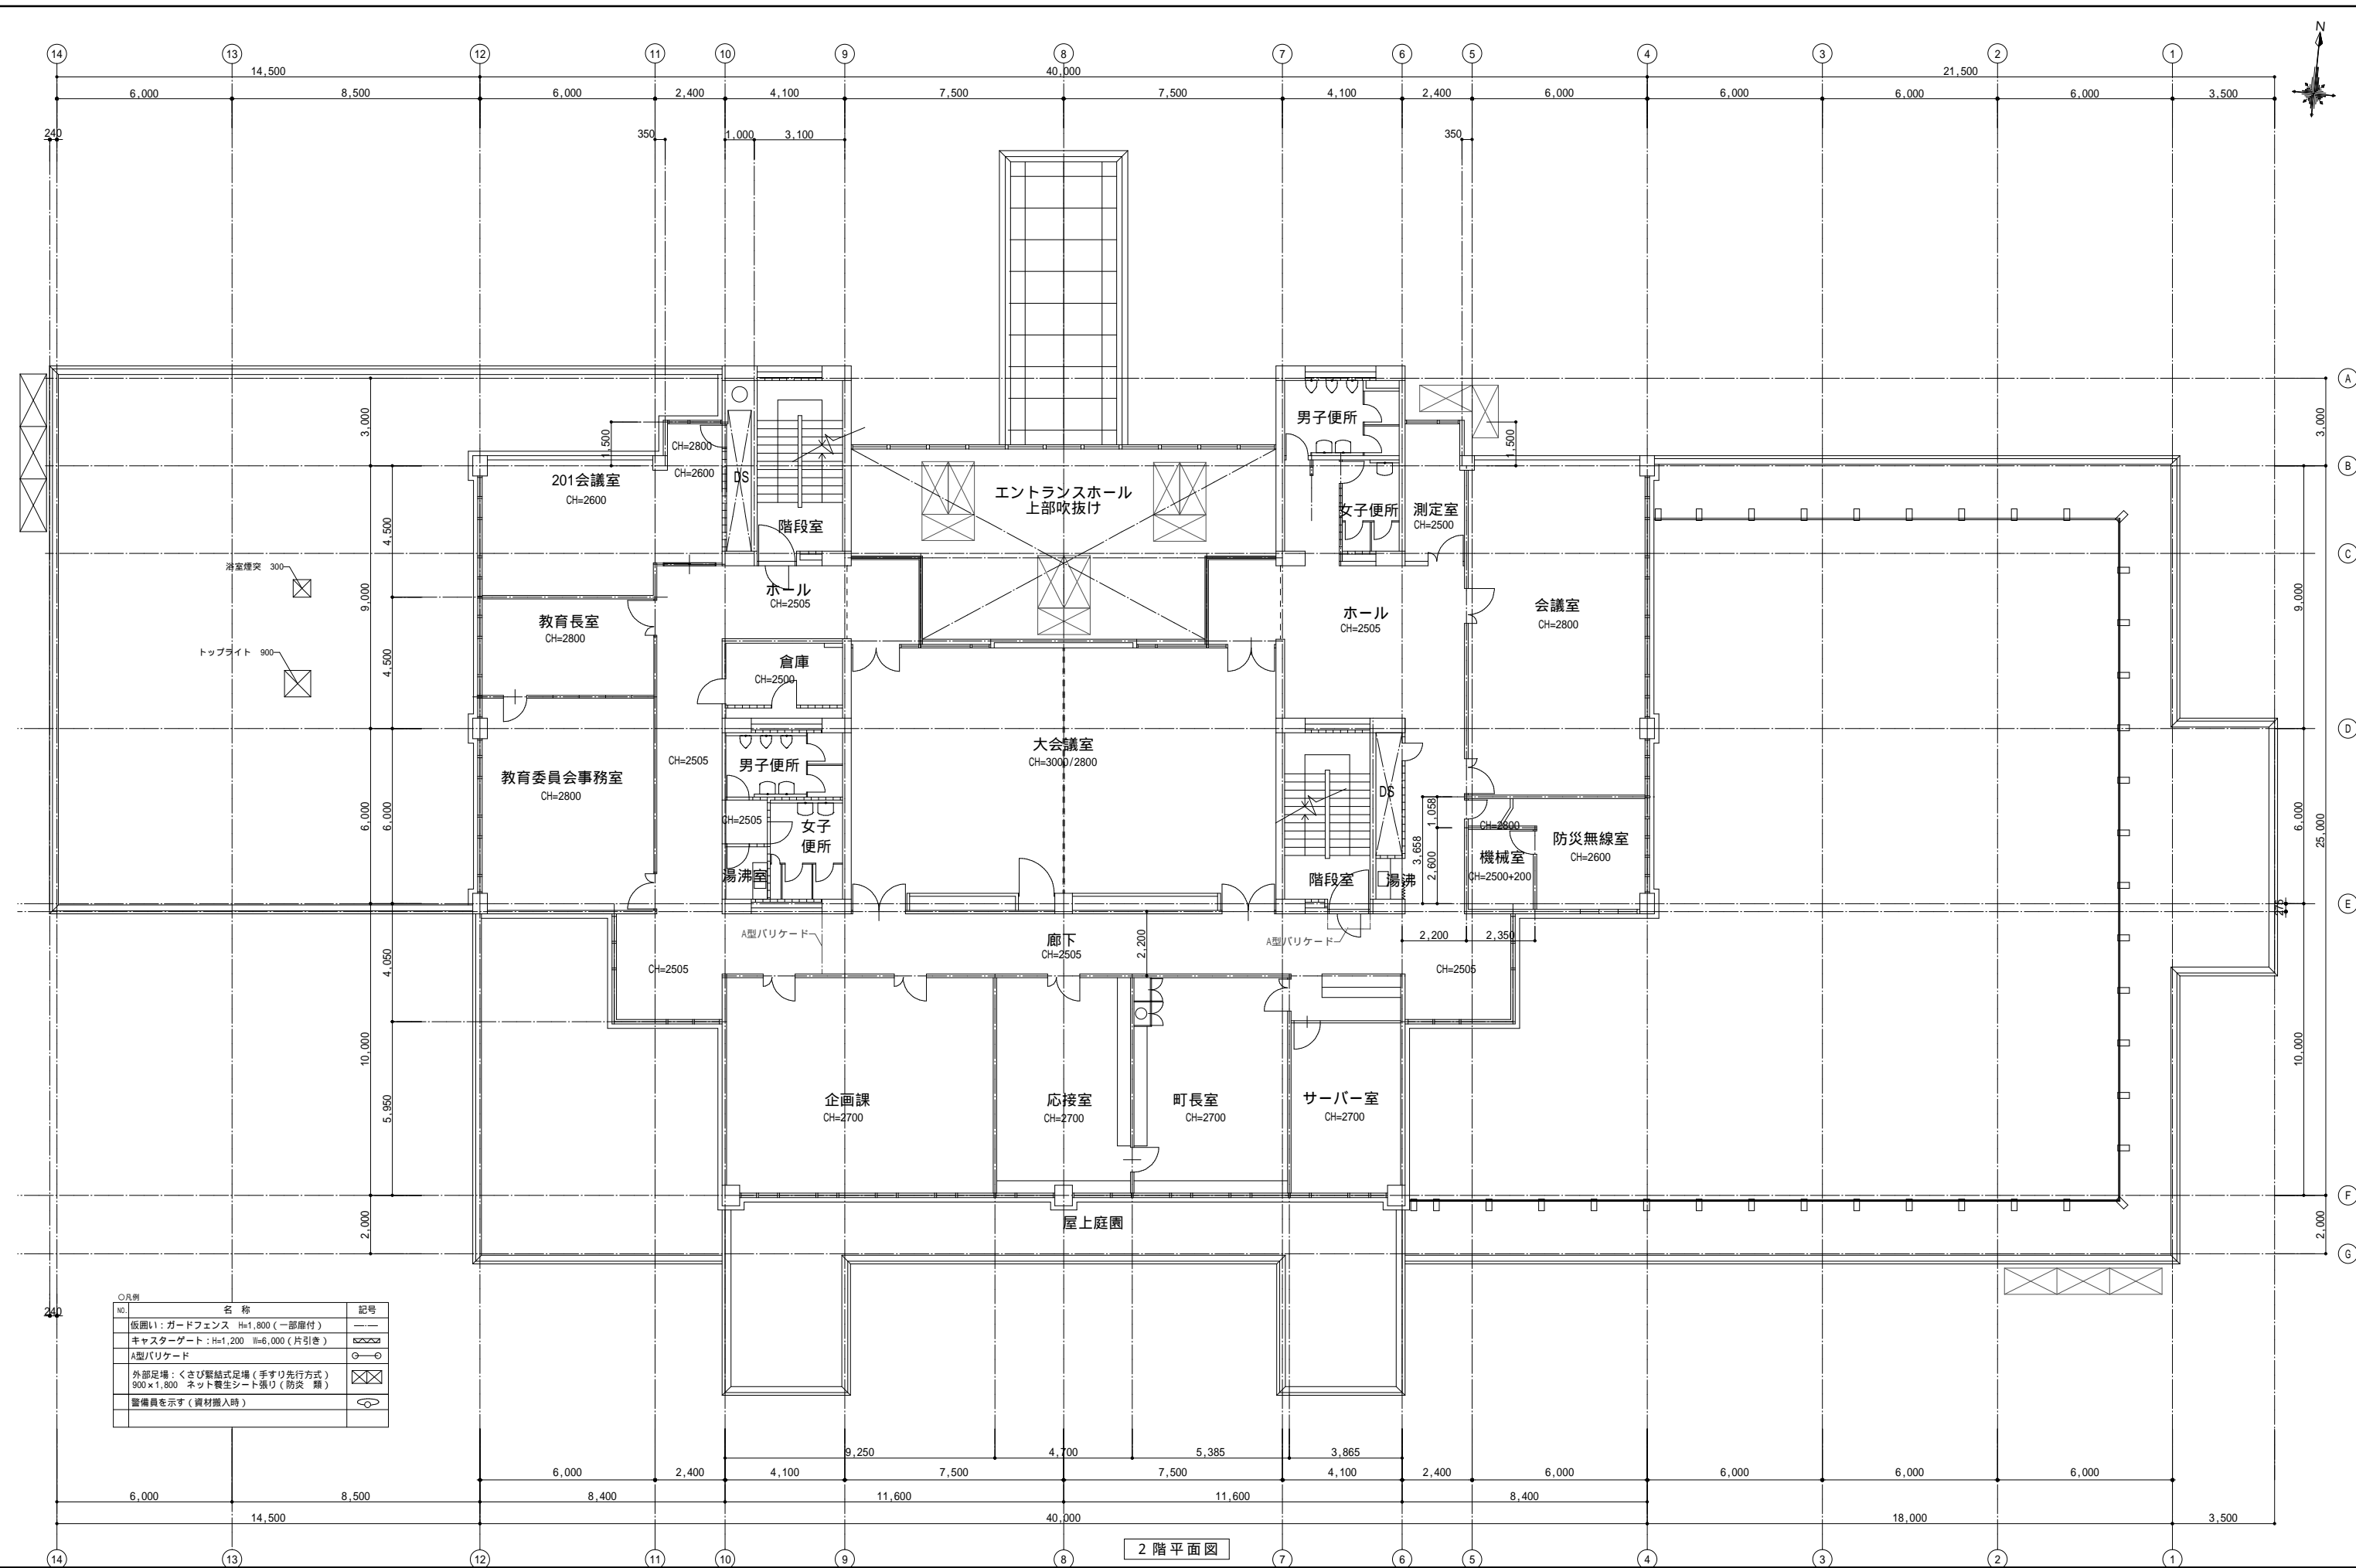 N
14 13 12 11 10 9 8 7 6 5 4 3 2 1
14,500 40,000 21,500
6,000 8,500 6,000 2,400 4,100 7,500 7,500 4,100 2,400 6,000 6,000 6,000 6,000 3,500
240 350 1,000 3,100 350
A
B
C
D
E
F
G
3,000
9,000
6,000
10,000
2,000
4,500
4,500
6,000
4,050
5,950
1,500
3,000
9,000
6,000
25,000
275
10,000
2,000
1,500
201会議室
CH=2600
CH=2800
CH=2600
DS
階段室
エントランスホール
上部吹抜け
男子便所
女子便所
測定室
CH=2500
浴室煙突 300
トップライト 900
教育長室
CH=2800
ホール
CH=2505
ホール
CH=2505
会議室
CH=2800
倉庫
CH=2500
教育委員会事務室
CH=2800
CH=2505
男子便所
CH=2505
女子
便所
湯沸室
大会議室
CH=3000/2800
DS
階段室
湯沸
3,658
1,058
2,600
CH=2800
機械室
CH=2500+200
防災無線室
CH=2600
A型バリケード
廊下
CH=2505
2,200
A型バリケード
2,200 2,350
CH=2505
CH=2505
企画課
CH=2700
応接室
CH=2700
町長室
CH=2700
サーバー室
CH=2700
屋上庭園
240
○凡例
NO. 名 称 記号
仮囲い：ガードフェンス H=1,800（一部扉付）
キャスターゲート：H=1,200 W=6,000（片引き）
A型バリケード
外部足場：くさび緊結式足場（手すり先行方式）
900×1,800 ネット養生シート張り（防炎 類）
警備員を示す（資材搬入時）
9,250 4,700 5,385 3,865
6,000 2,400 4,100 7,500 7,500 4,100 2,400 6,000 6,000 6,000 6,000
6,000 8,500 8,400 11,600 11,600 8,400
14,500 40,000 18,000 3,500
2階平面図
14 13 12 11 10 9 8 7 6 5 4 3 2 1